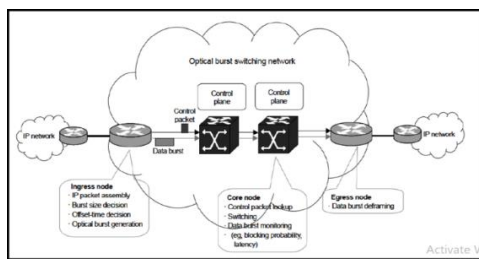 Optical burst switching network
Control
plane
Control
plane
Control
packet
IP network
Data burst
IP network
Ingress node
· IP packet assembly
· Burst size decision
· Offset-time decision
· Optical burst generation
Core node
· Control packet lookup
· Switching
· Data burst monitoring
(eg, blocking probability,
latency)
Egress node
· Data burst deframing
Activate W